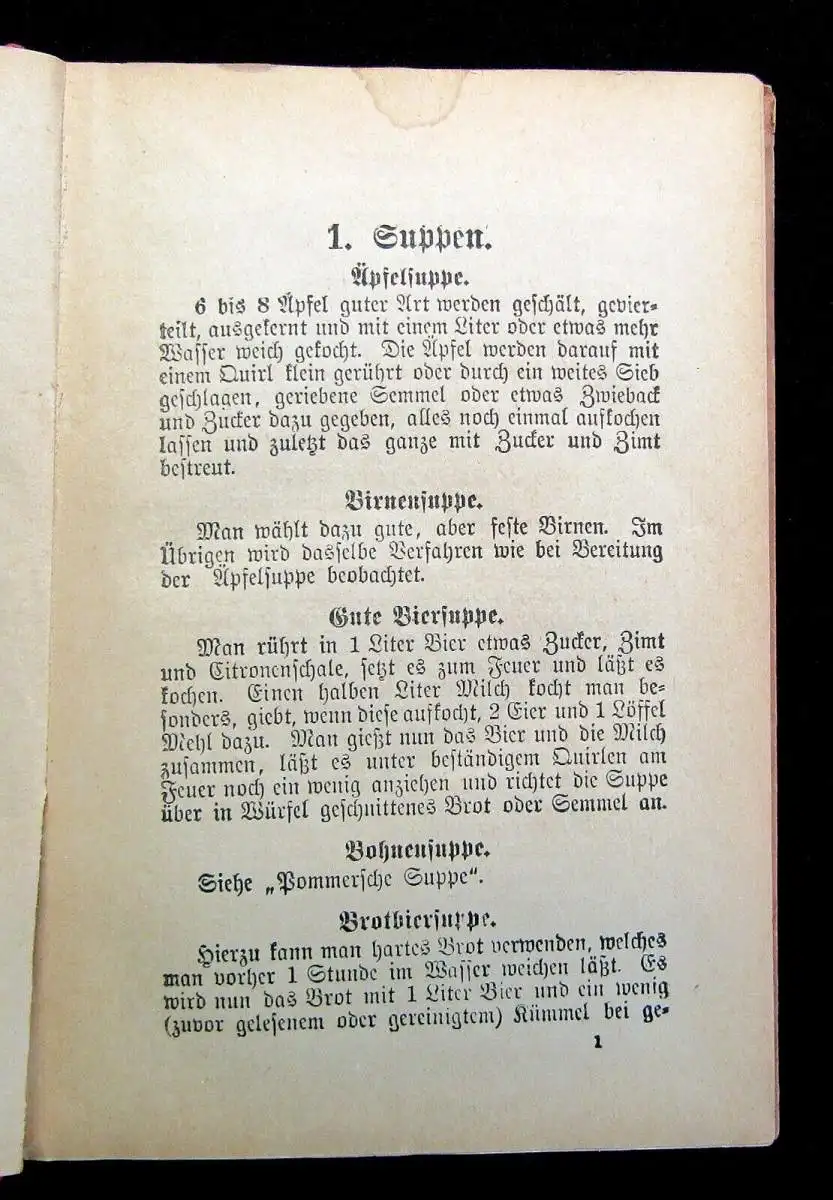 1. Suppen.
Äpfelsuppe.
6 bis 8 Äpfel guter Art werden geschält, gevier-
teilt, ausgekernt und mit einem Liter oder etwas mehr
Wasser weich gekocht. Die Äpfel werden darauf mit
einem Quirl klein gerührt oder durch ein weites Sieb
geschlagen, geriebene Semmel oder etwas Zwieback
und Zucker dazu gegeben, alles noch einmal aufkochen
lassen und zuletzt das ganze mit Zucker und Zimt
bestreut.
Birnensuppe.
Man wählt dazu gute, aber feste Birnen. Im
Übrigen wird dasselbe Verfahren wie bei Bereitung
der Äpfelsuppe beobachtet.
Gute Biersuppe.
Man rührt in 1 Liter Bier etwas Zucker, Zimt
und Citronenschale, setzt es zum Feuer und läßt es
kochen. Einen halben Liter Milch kocht man be-
sonders, giebt, wenn diese aufkocht, 2 Eier und 1 Löffel
Mehl dazu. Man gießt nun das Bier und die Milch
zusammen, läßt es unter beständigem Quirlen am
Feuer noch ein wenig anziehen und richtet die Suppe
über in Würfel geschnittenes Brot oder Semmel an.
Bohnensuppe.
Siehe „Pommersche Suppe".
Brotbiersuppe.
Hierzu kann man hartes Brot verwenden, welches
man vorher 1 Stunde im Wasser weichen läßt. Es
wird nun das Brot mit 1 Liter Bier und ein wenig
(zuvor gelesenem oder gereinigtem) Kümmel bei ge-
1